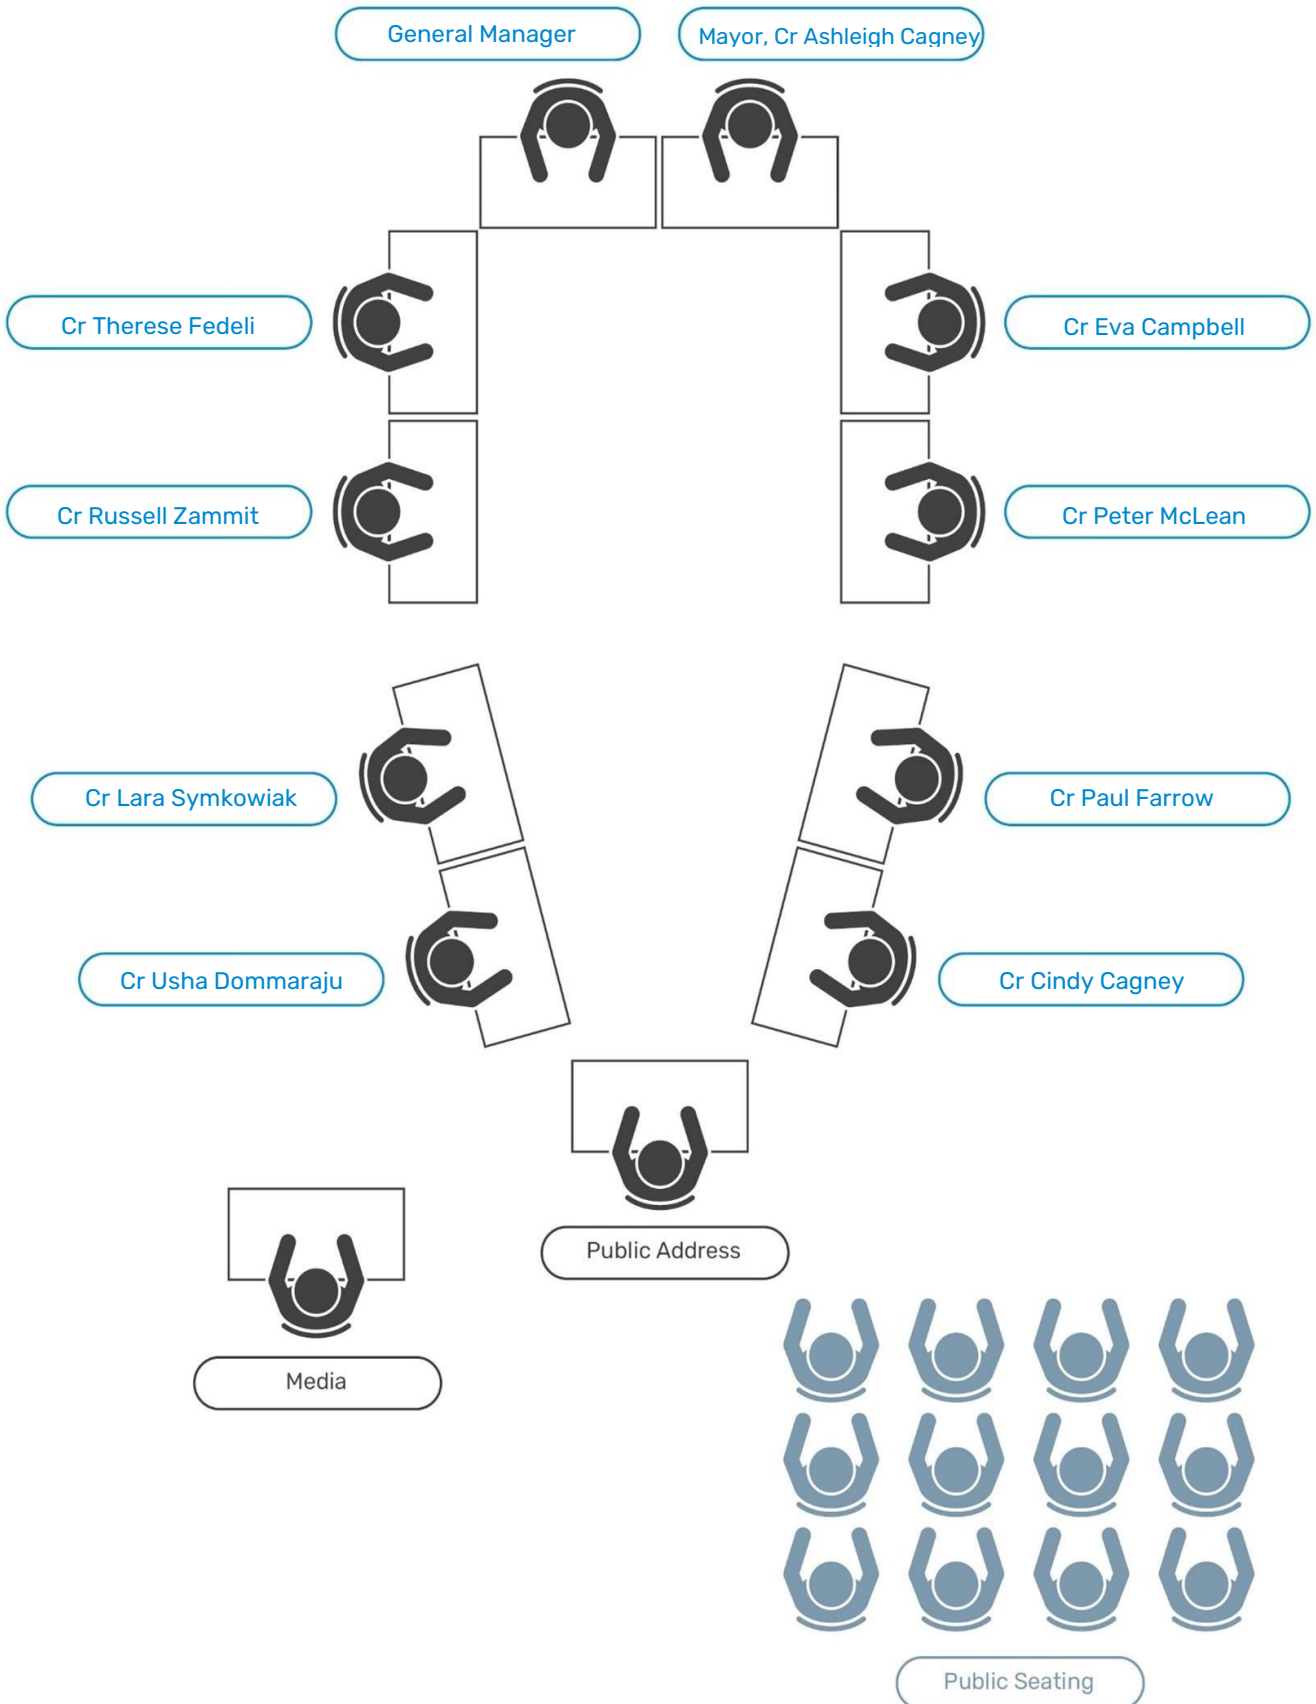 General Manager
Mayor, Cr Ashleigh Cagney
Cr Therese Fedeli
Cr Eva Campbell
Cr Russell Zammit
Cr Peter McLean
Cr Lara Symkowiak
Cr Paul Farrow
Cr Usha Dommaraju
Cr Cindy Cagney
Public Address
Media
Public Seating